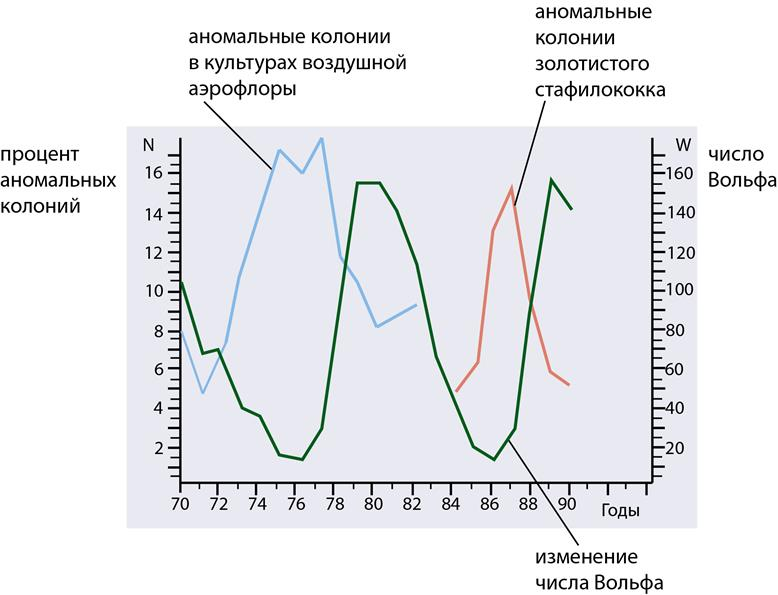 аномальные колонии
в культурах воздушной
аэрофлоры
аномальные
колонии
золотистого
стафилококка
процент
аномальных
колоний
число
Вольфа
N
W
16
14
12
10
8
6
4
2
160
140
120
100
80
60
40
20
70 72 74 76 78 80 82 84 86 88 90 Годы
изменение
числа Вольфа